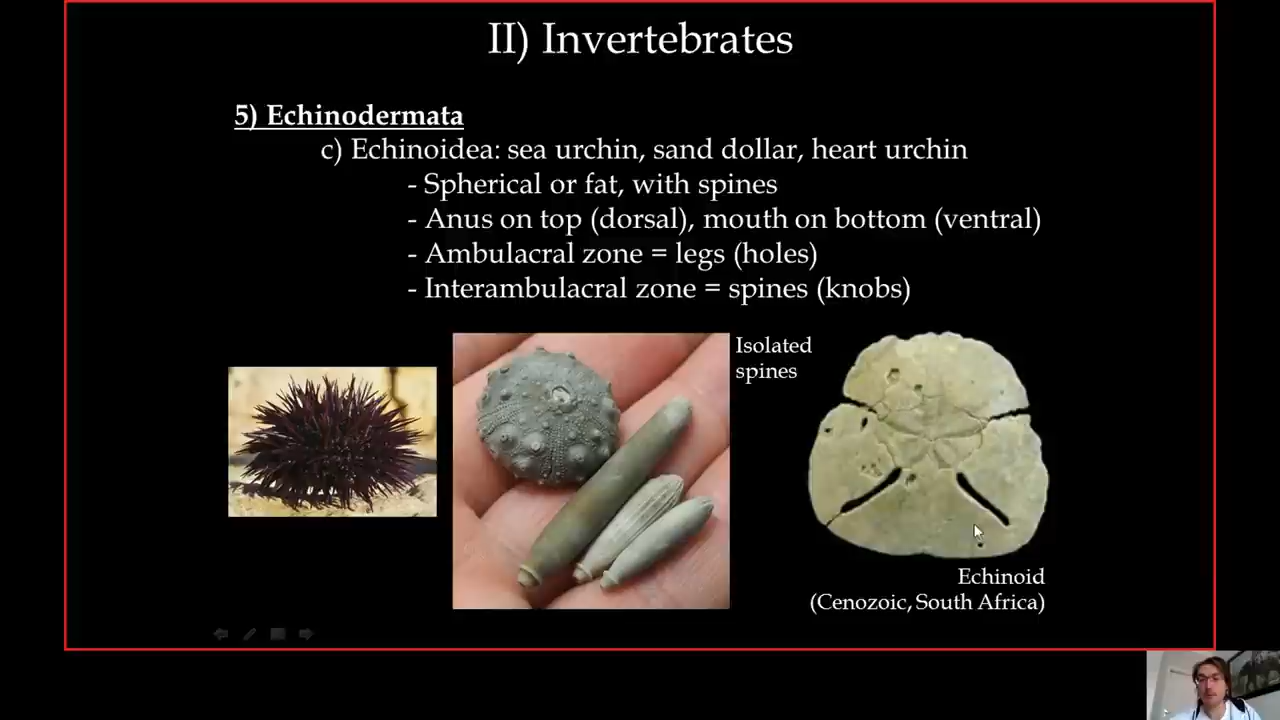 II) Invertebrates
5) Echinodermata
c) Echinoidea: sea urchin, sand dollar, heart urchin
- Spherical or fat, with spines
- Anus on top (dorsal), mouth on bottom (ventral)
- Ambulacral zone = legs (holes)
- Interambulacral zone = spines (knobs)
Isolated
spines
Echinoid
(Cenozoic, South Africa)